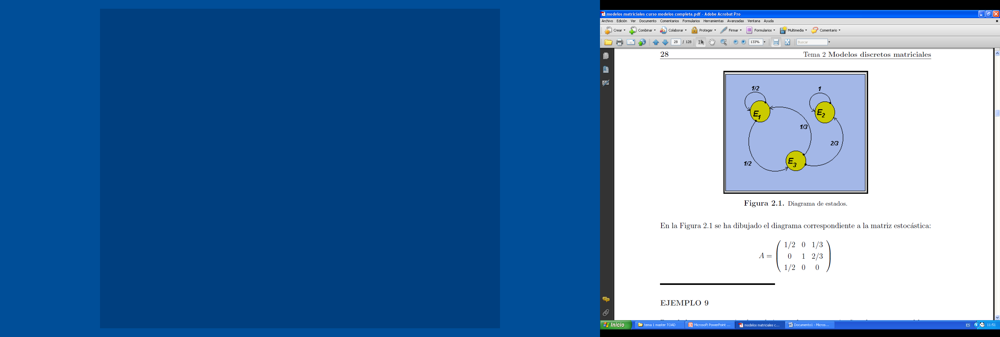 modelos matriciales curso modelos completa.pdf - Adobe Acrobat Pro
Archivo Edición Ver Documento Comentarios Formularios Herramientas Avanzadas Ventana Ayuda
Crear Combinar Colaborar Proteger Firmar Formularios Multimedia Comentario
28 / 128 133% Buscar
28 Tema 2 Modelos discretos matriciales
1/2 1
E1 E2
1/3
2/3
1/2 E3
Figura 2.1. Diagrama de estados.
En la Figura 2.1 se ha dibujado el diagrama correspondiente a la matriz estocástica:
1/2 0 1/3
A = 0 1 2/3
1/2 0 0
EJEMPLO 9
Inicio tema 1 master TOAD Microsoft PowerPoint ... modelos matriciales c... Documento1 - Micros... ES 11:51